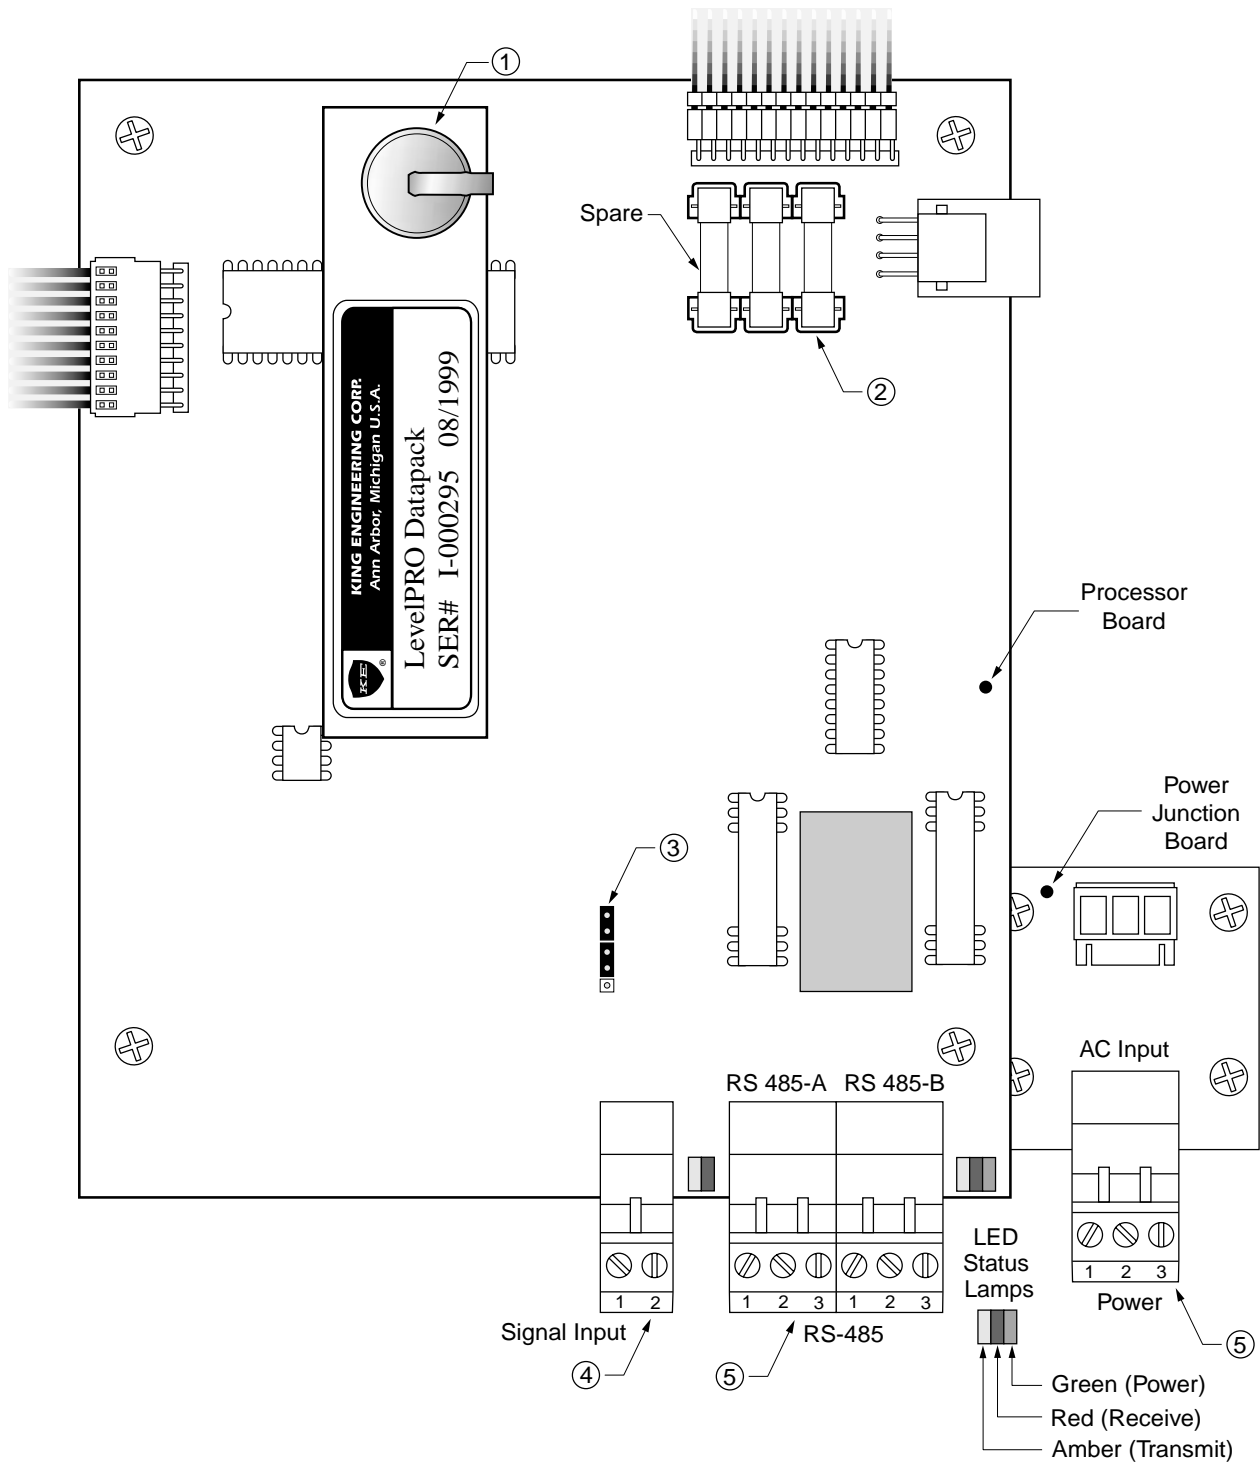 1
Spare
2
KING ENGINEERING CORP.
Ann Arbor, Michigan U.S.A.
KE
®
LevelPRO Datapack
SER# I-000295 08/1999
Processor
Board
Power
Junction
Board
3
AC Input
RS 485-A RS 485-B
1 2
1 2 3 1 2 3
1 2 3
Signal Input
4
RS-485
5
LED
Status
Lamps
Power
5
Green (Power)
Red (Receive)
Amber (Transmit)